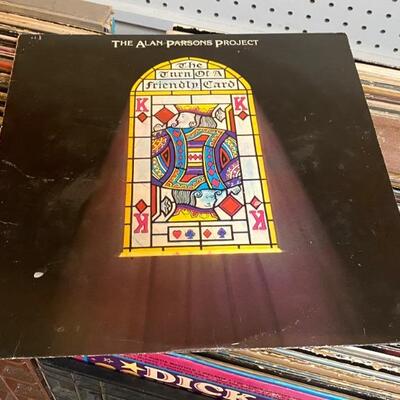 THE ALAN PARSONS PROJECT
The
Turn Of A
Friendly Card
K K
K K
DICK